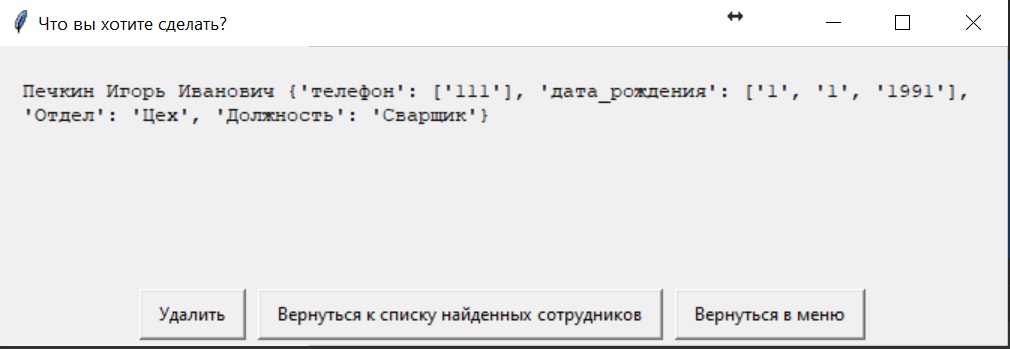 Что вы хотите сделать?
Печкин Игорь Иванович {'телефон': ['111'], 'дата_рождения': ['1', '1', '1991'],
'Отдел': 'Цех', 'Должность': 'Сварщик'}
Удалить Вернуться к списку найденных сотрудников Вернуться в меню